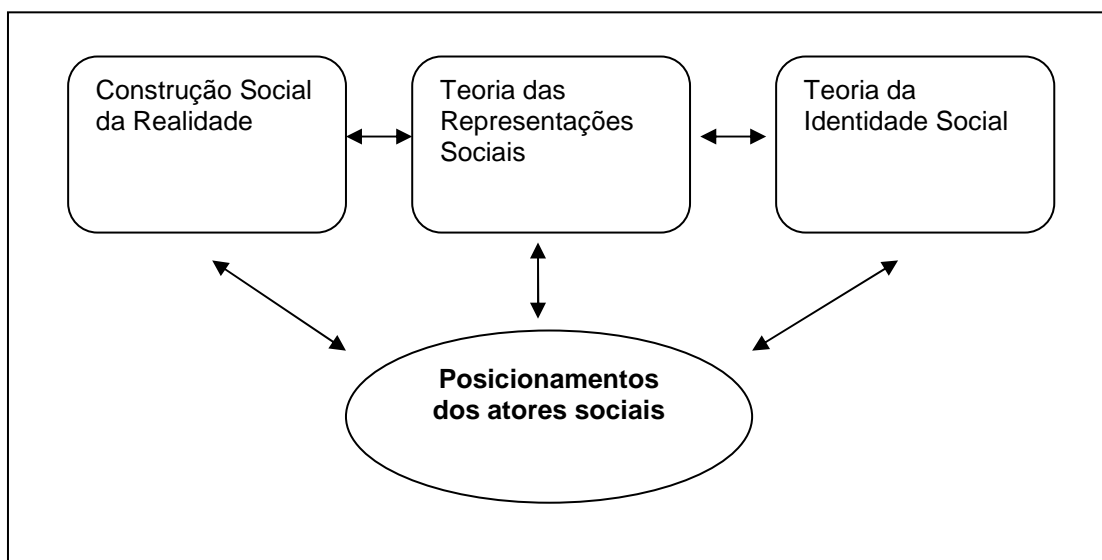 Construção Social
da Realidade
Teoria das
Representações
Sociais
Teoria da
Identidade Social
Posicionamentos
dos atores sociais